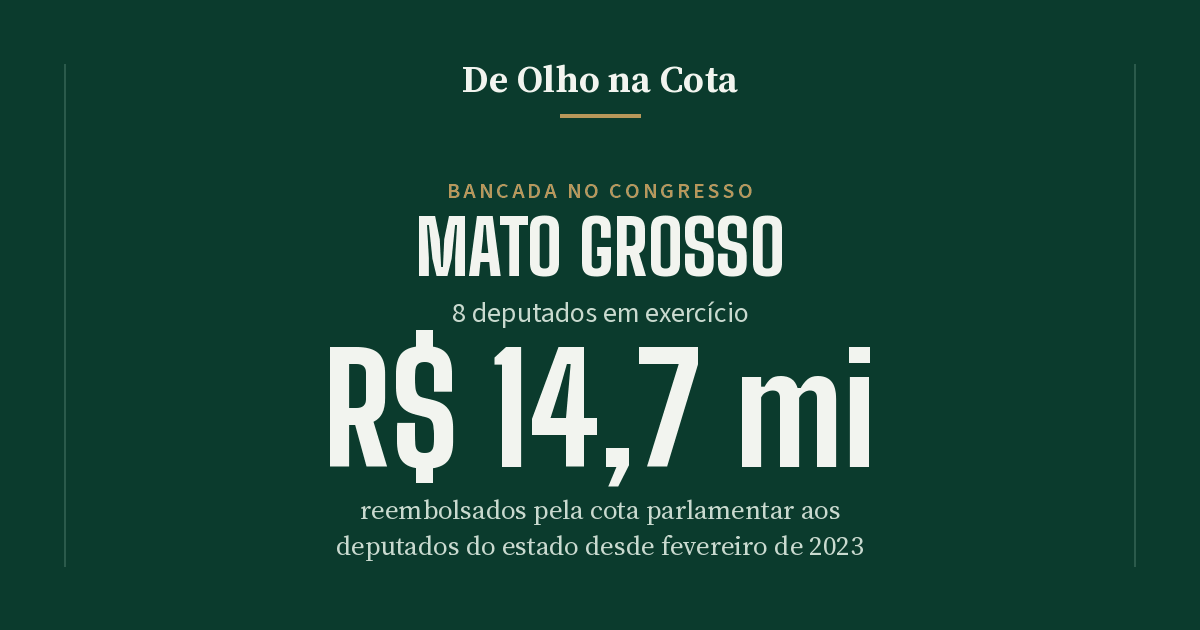 De Olho na Cota
BANCADA NO CONGRESSO
MATO GROSSO
8 deputados em exercício
R$ 14,7 mi
reembolsados pela cota parlamentar aos
deputados do estado desde fevereiro de 2023